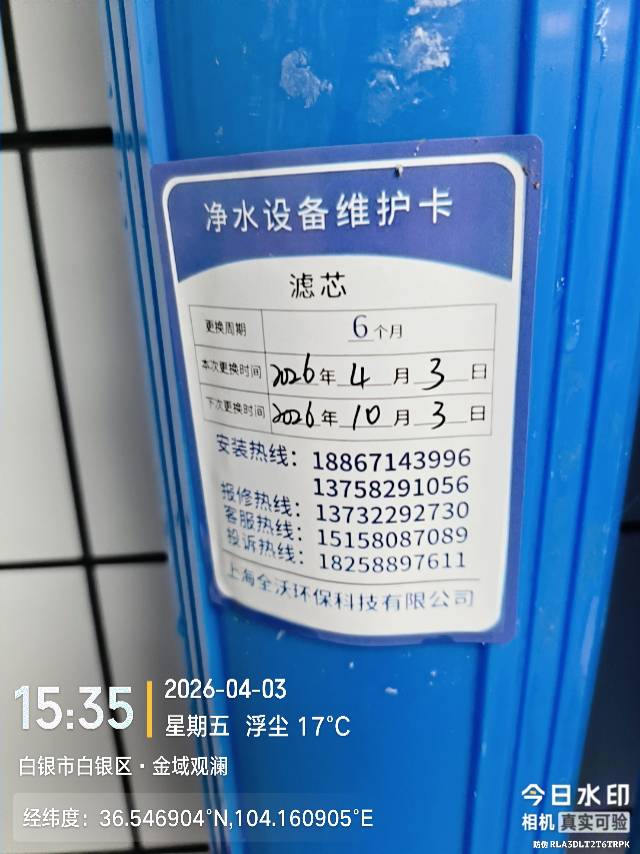 净水设备维护卡
滤芯
更换周期 6个月
本次更换时间 2026年 4 月 3 日
下次更换时间 2026年 10 月 3 日
安装热线：18867143996
13758291056
报修热线：13732292730
客服热线：15158087089
投诉热线：18258897611
上海全沃环保科技有限公司
15:35
2026-04-03
星期五 浮尘 17°C
白银市白银区·金域观澜
经纬度：36.546904°N,104.160905°E
今日水印
相机 真实可验
防伪 RLA3DLT2T6TRPK